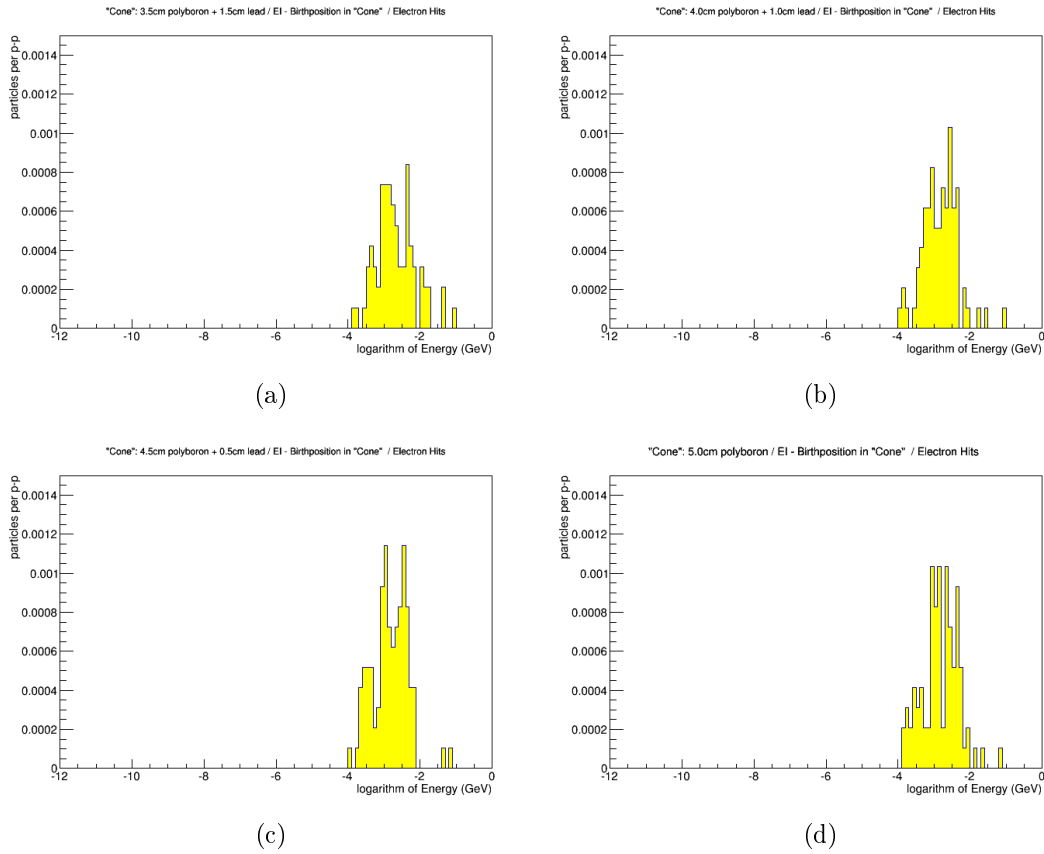 "Cone": 3.5cm polyboron + 1.5cm lead / EI - Birthposition in "Cone" / Electron Hits
particles per p-p
0.0014
0.0012
0.001
0.0008
0.0006
0.0004
0.0002
0
-12 -10 -8 -6 -4 -2 0
logarithm of Energy (GeV)
(a)
"Cone": 4.0cm polyboron + 1.0cm lead / EI - Birthposition in "Cone" / Electron Hits
particles per p-p
0.0014
0.0012
0.001
0.0008
0.0006
0.0004
0.0002
0
-12 -10 -8 -6 -4 -2 0
logarithm of Energy (GeV)
(b)
"Cone": 4.5cm polyboron + 0.5cm lead / EI - Birthposition in "Cone" / Electron Hits
particles per p-p
0.0014
0.0012
0.001
0.0008
0.0006
0.0004
0.0002
0
-12 -10 -8 -6 -4 -2 0
logarithm of Energy (GeV)
(c)
"Cone": 5.0cm polyboron / EI - Birthposition in "Cone" / Electron Hits
particles per p-p
0.0014
0.0012
0.001
0.0008
0.0006
0.0004
0.0002
0
-12 -10 -8 -6 -4 -2 0
logarithm of Energy (GeV)
(d)